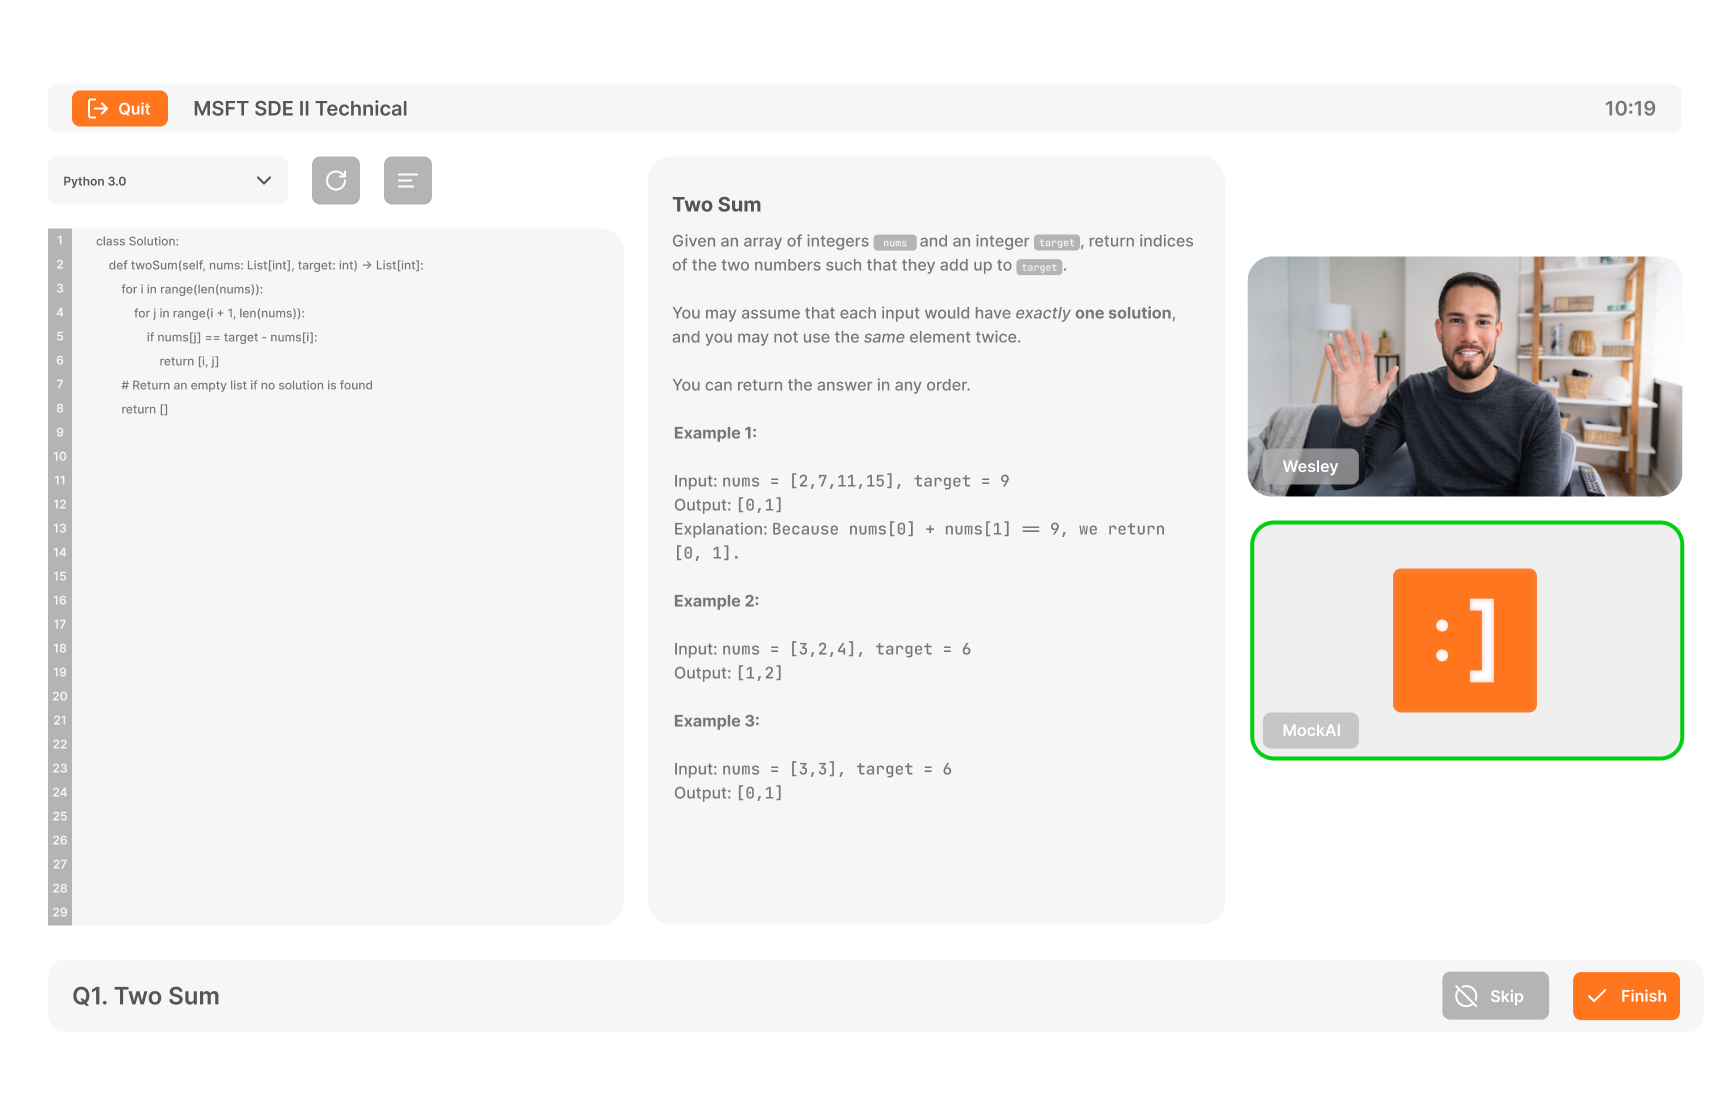 Quit
MSFT SDE II Technical
10:19
Python 3.0
1 class Solution:
2 def twoSum(self, nums: List[int], target: int) → List[int]:
3 for i in range(len(nums)):
4 for j in range(i + 1, len(nums)):
5 if nums[j] == target - nums[i]:
6 return [i, j]
7 # Return an empty list if no solution is found
8 return []
9
10
11
12
13
14
15
16
17
18
19
20
21
22
23
24
25
26
27
28
29
Two Sum
Given an array of integers nums and an integer target, return indices
of the two numbers such that they add up to target.
You may assume that each input would have exactly one solution,
and you may not use the same element twice.
You can return the answer in any order.
Example 1:
Input: nums = [2,7,11,15], target = 9
Output: [0,1]
Explanation: Because nums[0] + nums[1] == 9, we return
[0, 1].
Example 2:
Input: nums = [3,2,4], target = 6
Output: [1,2]
Example 3:
Input: nums = [3,3], target = 6
Output: [0,1]
Wesley
:]
MockAI
Q1. Two Sum
Skip
Finish